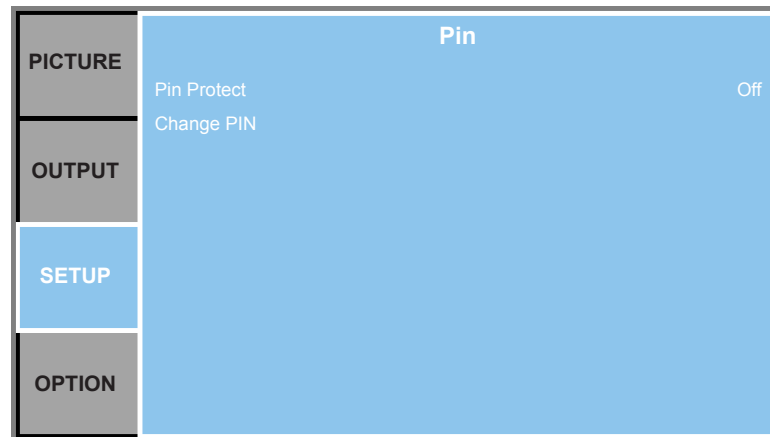 PICTURE
OUTPUT
SETUP
OPTION
Pin
Pin Protect Off
Change PIN